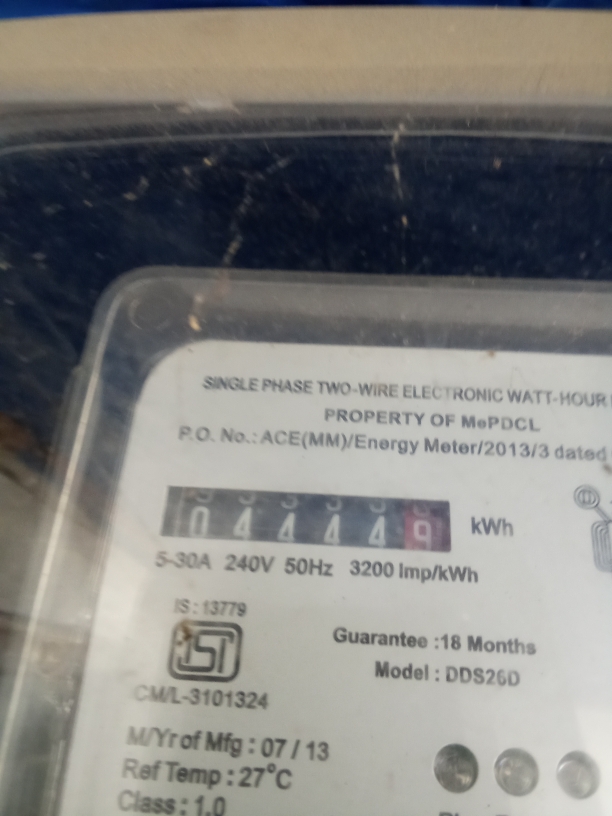 SINGLE PHASE TWO-WIRE ELECTRONIC WATT-HOUR
PROPERTY OF MePDCL
P.O. No.: ACE(MM)/Energy Meter/2013/3 dated
044449 kWh
5-30A 240V 50Hz 3200 Imp/kWh
IS : 13779
ISI
CM/L-3101324
Guarantee :18 Months
Model : DDS26D
M/Yr of Mfg : 07 / 13
Ref Temp : 27°C
Class : 1.0